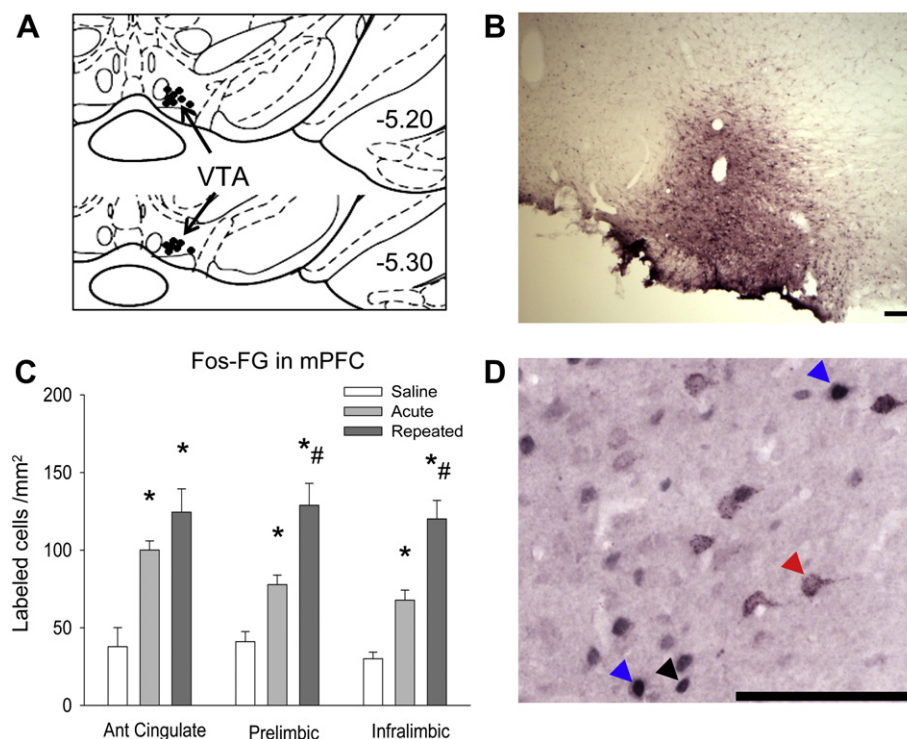 A
-5.20
VTA
-5.30
B
C
Fos-FG in mPFC
Saline
Acute
Repeated
Labeled cells /mm²
200
150
100
50
0
* *
* *#
* *#
Ant Cingulate Prelimbic Infralimbic
D